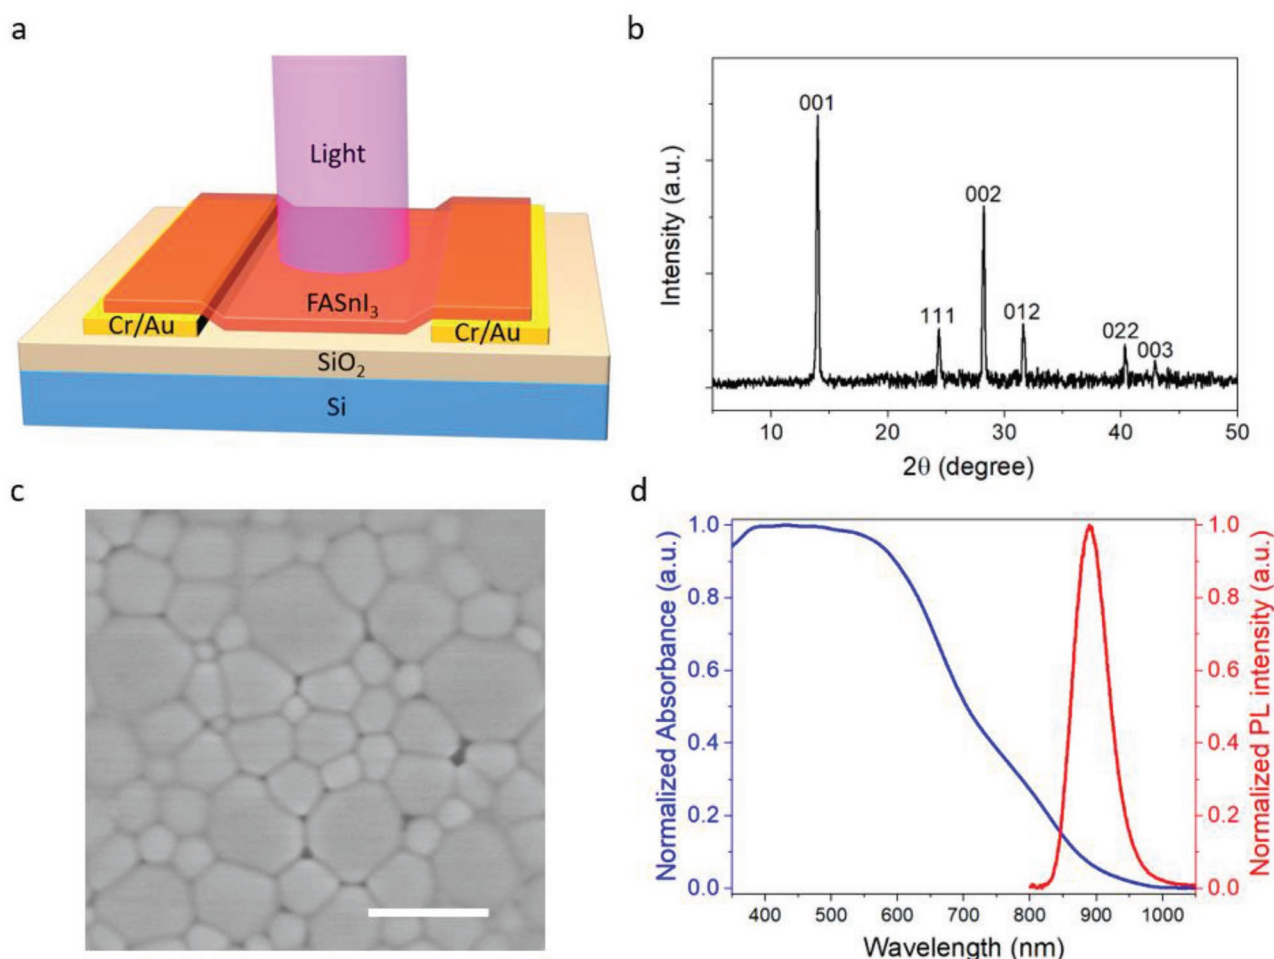 a
Light
FASnI₃
Cr/Au
Cr/Au
SiO₂
Si
b
Intensity (a.u.)
001
111
002
012
022
003
10 20 30 40 50
2θ (degree)
c
d
Normalized Absorbance (a.u.)
1.0
0.8
0.6
0.4
0.2
0.0
400 500 600 700 800 900 1000
Wavelength (nm)
1.0
0.8
0.6
0.4
0.2
0.0
Normalized PL intensity (a.u.)